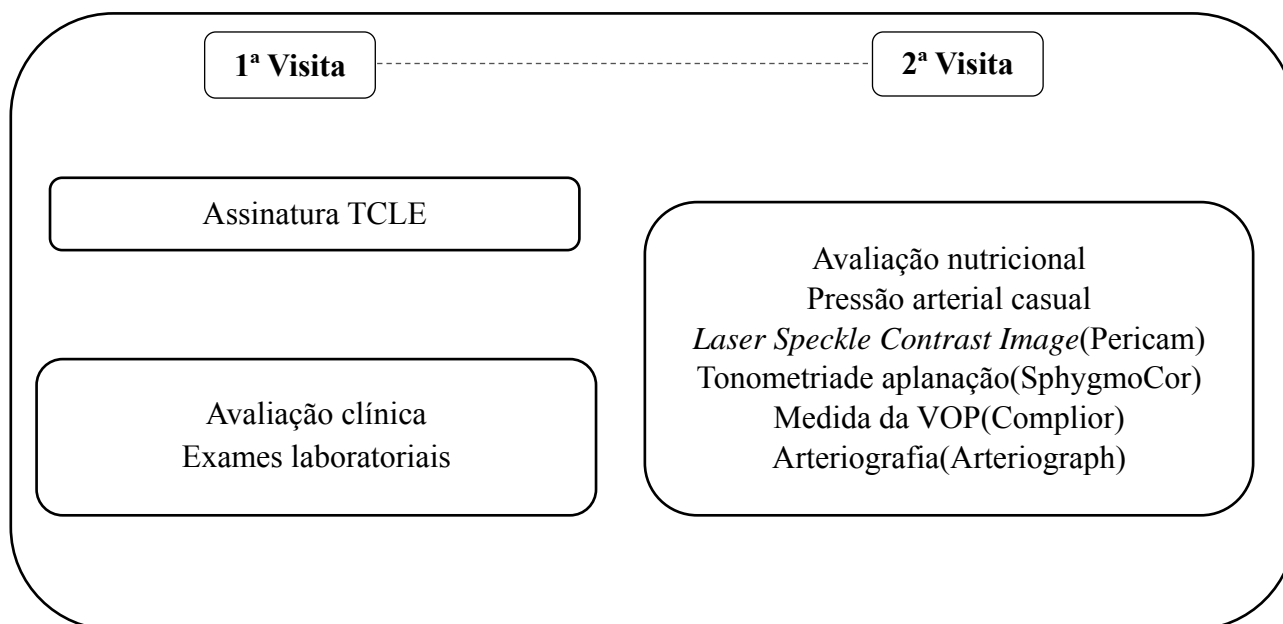 1ª Visita
2ª Visita
Assinatura TCLE
Avaliação clínica
Exames laboratoriais
Avaliação nutricional
Pressão arterial casual
Laser Speckle Contrast Image(Pericam)
Tonometriade aplanação(SphygmoCor)
Medida da VOP(Complior)
Arteriografia(Arteriograph)